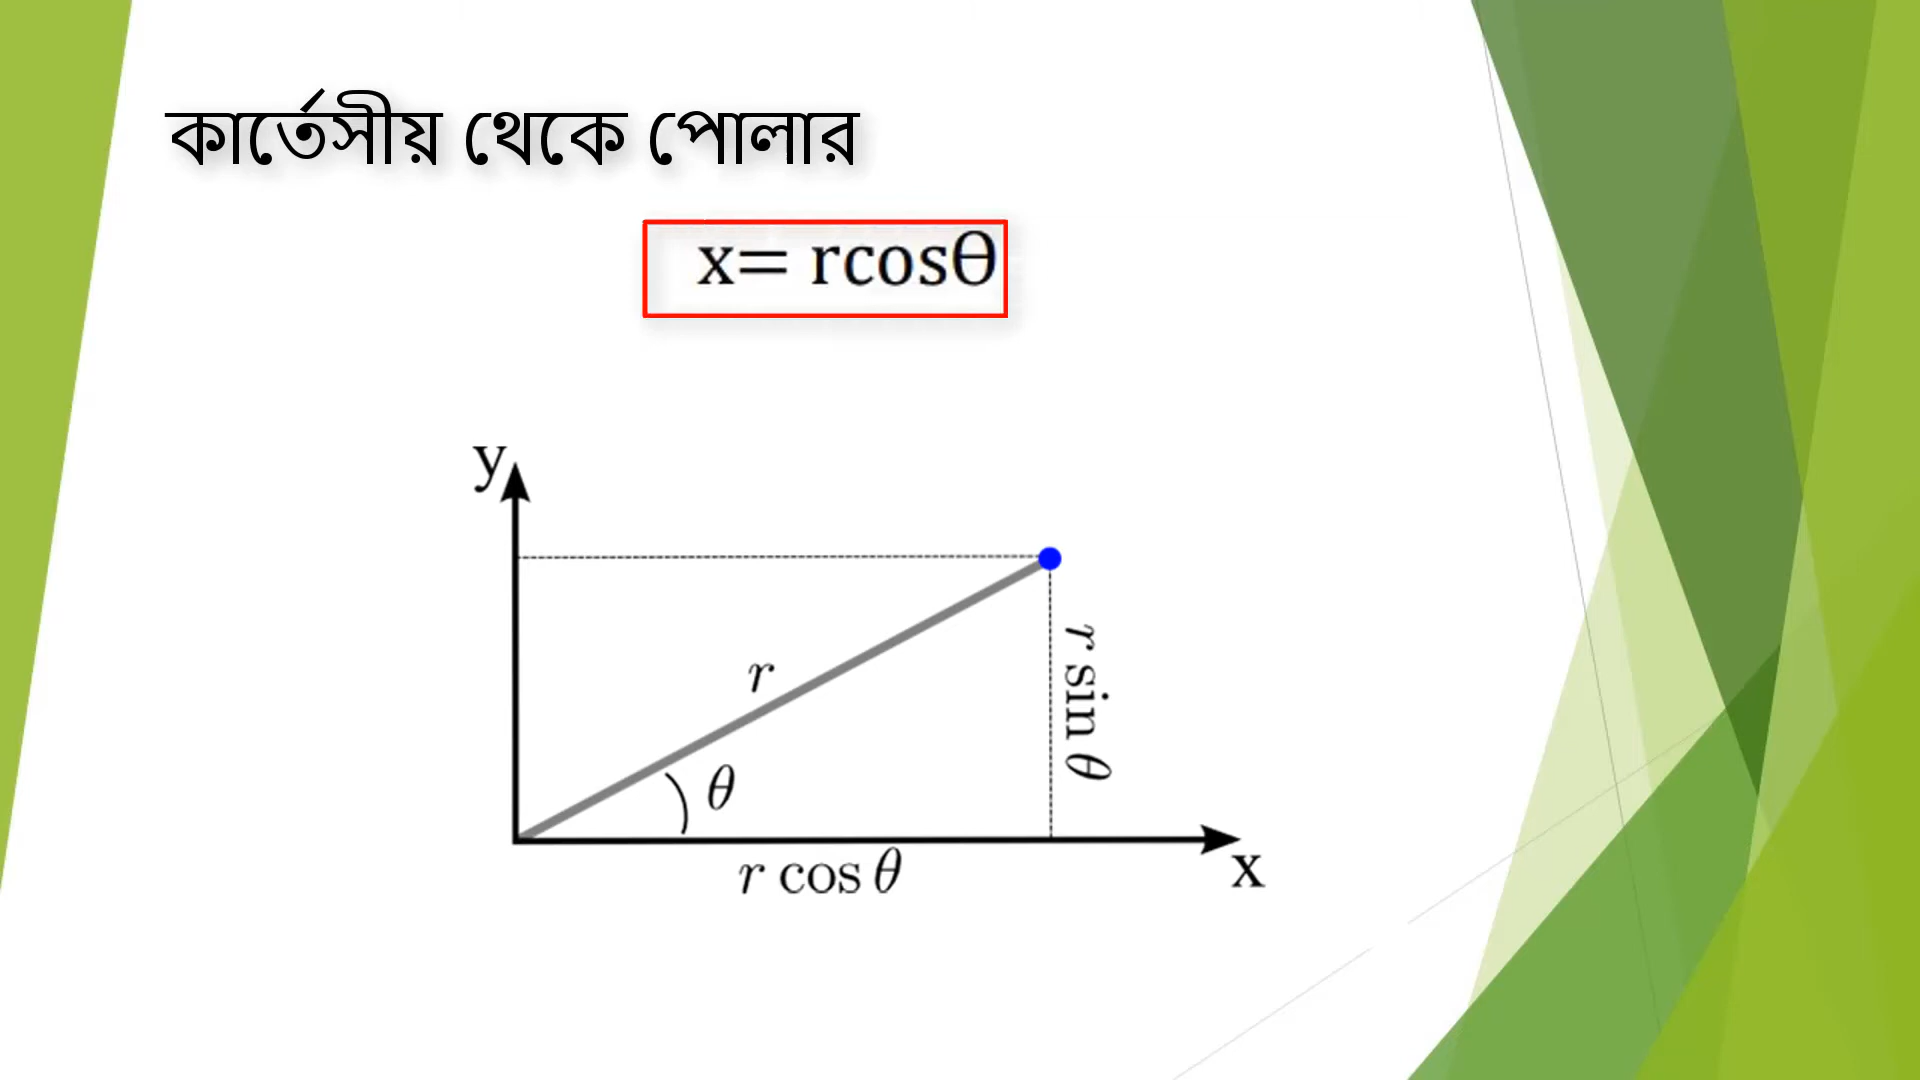 কার্তেসীয় থেকে পোলার
x= rcosθ
y
r
r sin θ
θ
r cos θ
x